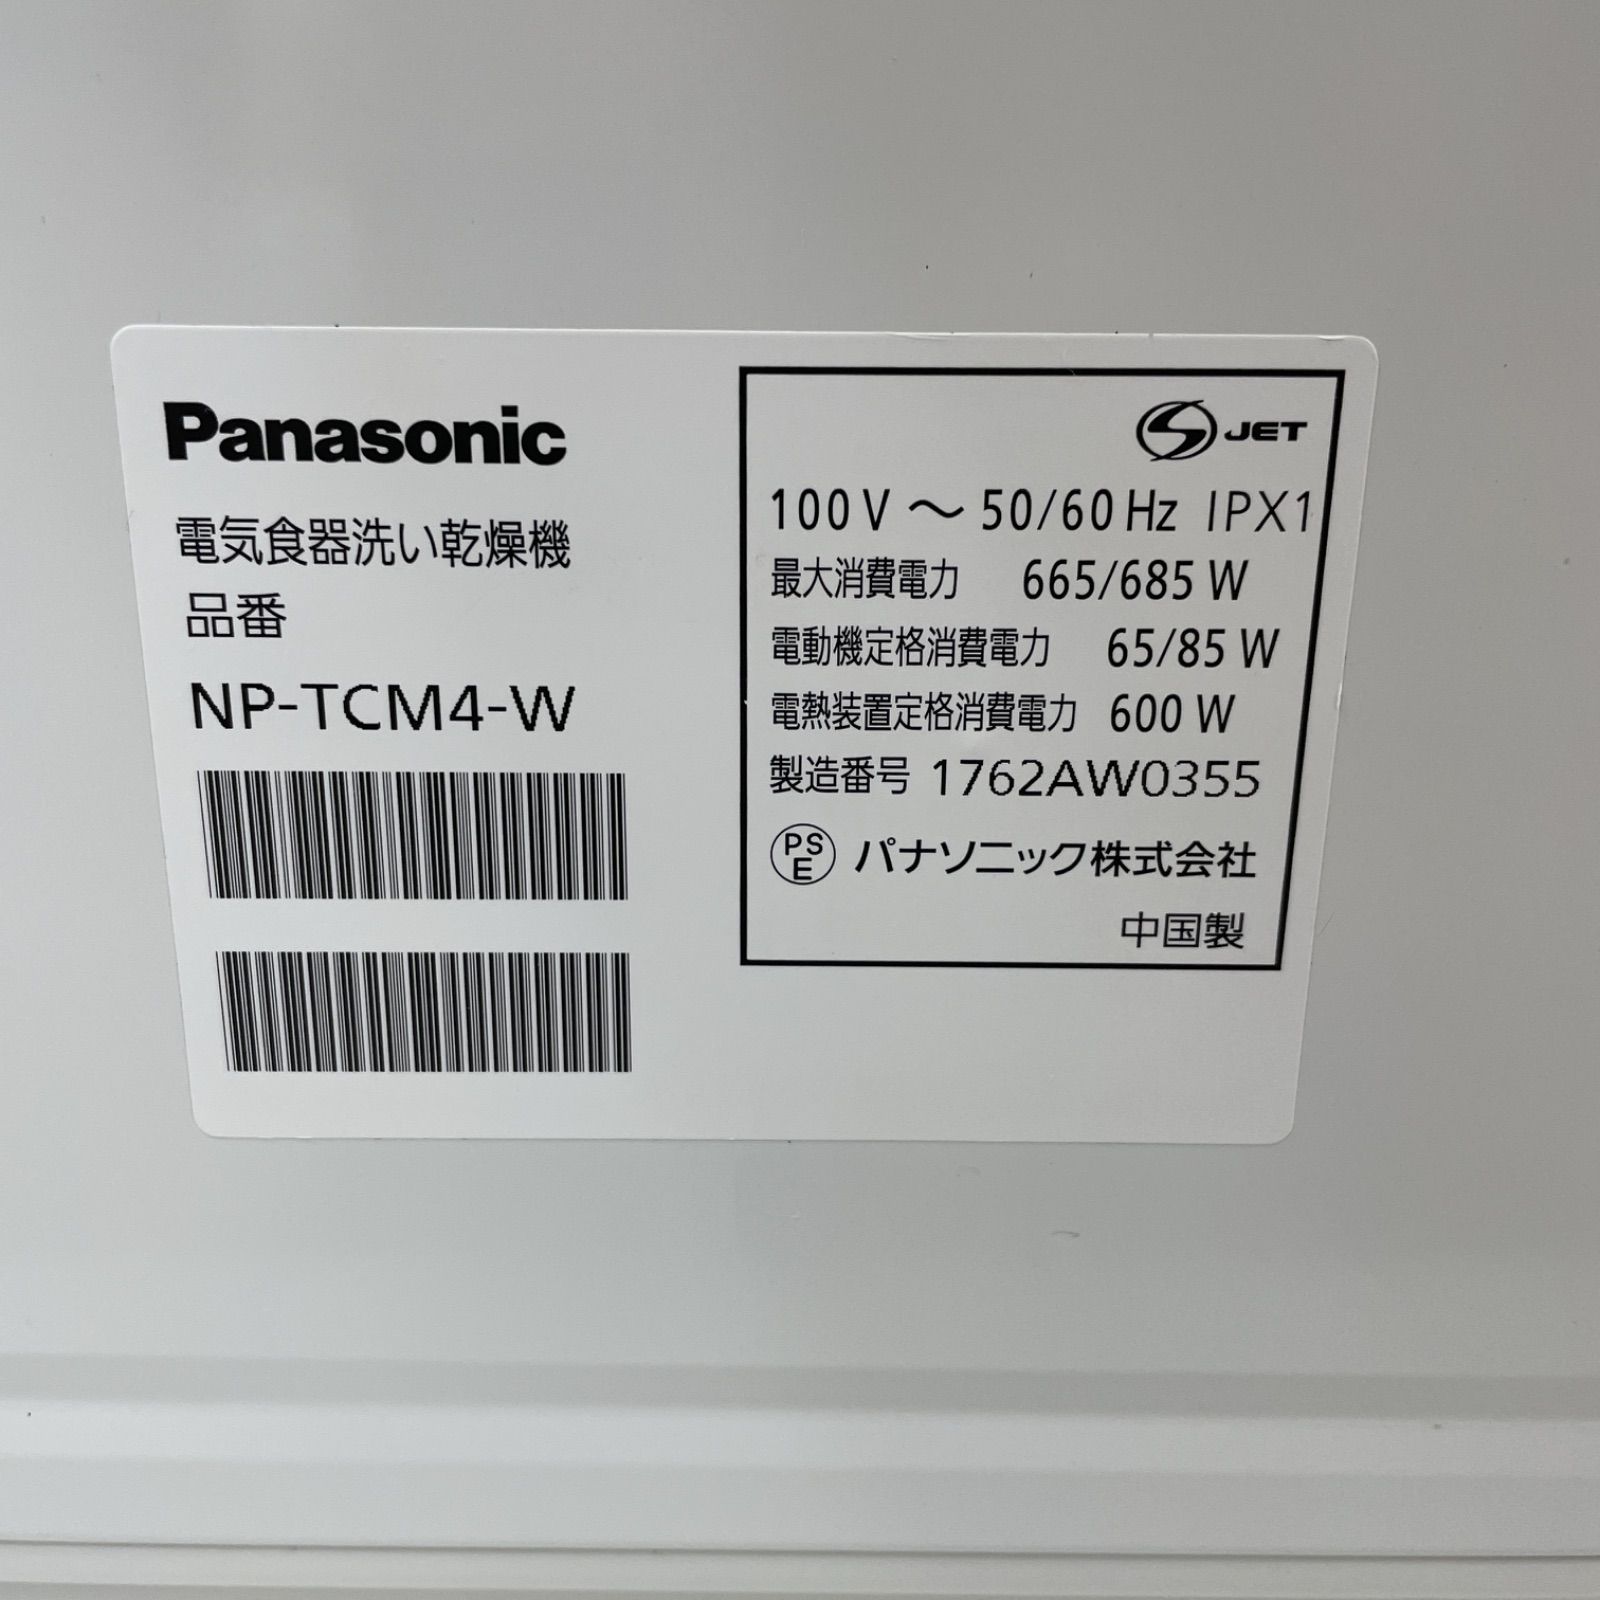 Panasonic
電気食器洗い乾燥機
品番
NP-TCM4-W
S JET
100V ～ 50/60Hz IPX1
最大消費電力 665/685W
電動機定格消費電力 65/85W
電熱装置定格消費電力 600W
製造番号 1762AW0355
PSE パナソニック株式会社
中国製